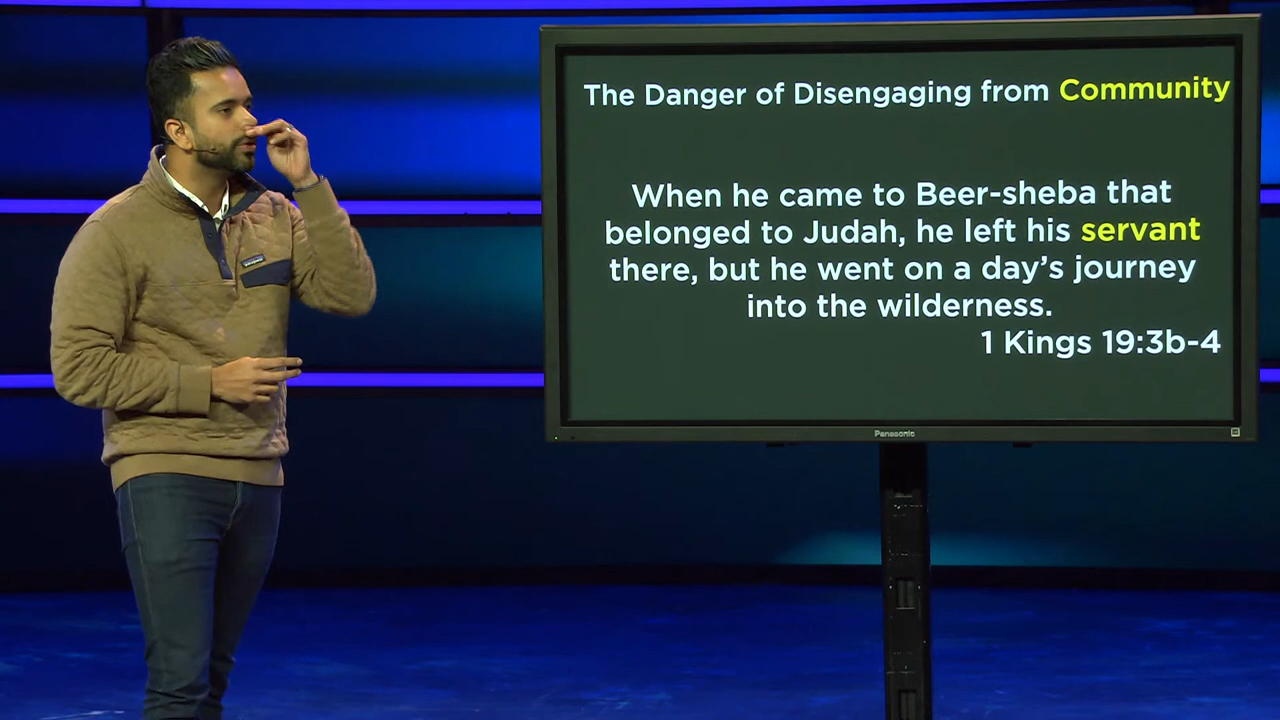 The Danger of Disengaging from Community
When he came to Beer-sheba that
belonged to Judah, he left his servant
there, but he went on a day’s journey
into the wilderness.
1 Kings 19:3b-4
Panasonic